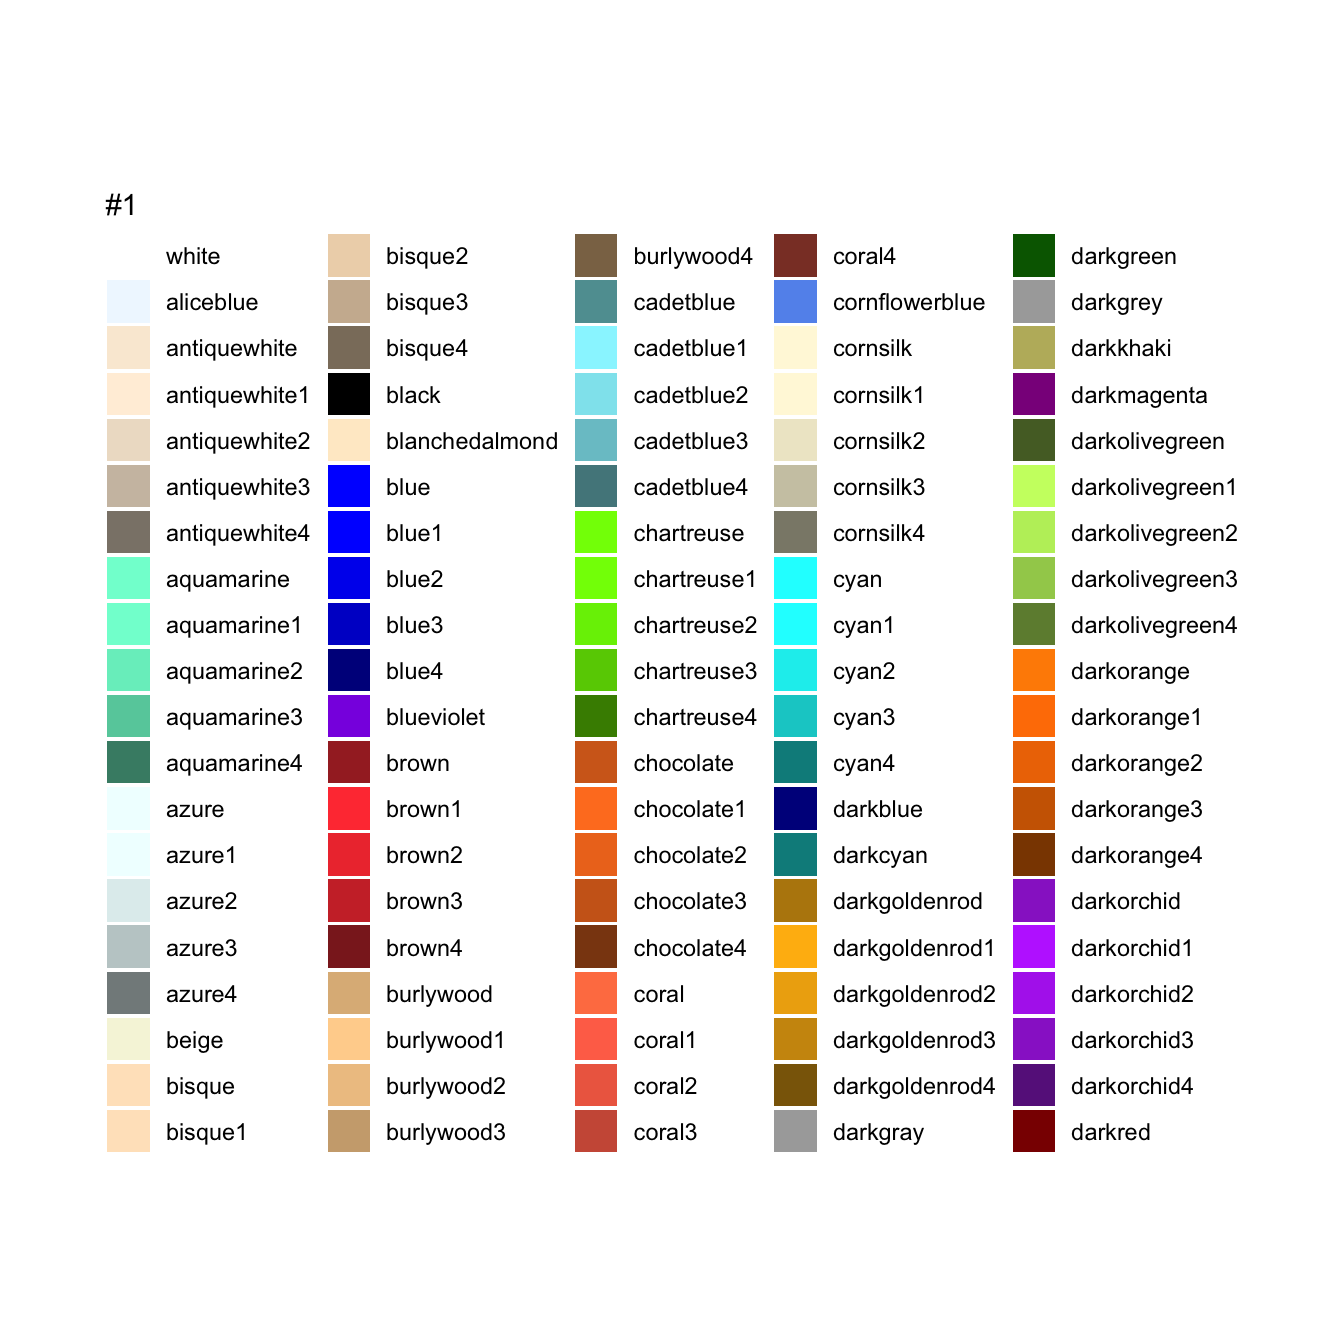 #1
white
aliceblue
antiquewhite
antiquewhite1
antiquewhite2
antiquewhite3
antiquewhite4
aquamarine
aquamarine1
aquamarine2
aquamarine3
aquamarine4
azure
azure1
azure2
azure3
azure4
beige
bisque
bisque1
bisque2
bisque3
bisque4
black
blanchedalmond
blue
blue1
blue2
blue3
blue4
blueviolet
brown
brown1
brown2
brown3
brown4
burlywood
burlywood1
burlywood2
burlywood3
burlywood4
cadetblue
cadetblue1
cadetblue2
cadetblue3
cadetblue4
chartreuse
chartreuse1
chartreuse2
chartreuse3
chartreuse4
chocolate
chocolate1
chocolate2
chocolate3
chocolate4
coral
coral1
coral2
coral3
coral4
cornflowerblue
cornsilk
cornsilk1
cornsilk2
cornsilk3
cornsilk4
cyan
cyan1
cyan2
cyan3
cyan4
darkblue
darkcyan
darkgoldenrod
darkgoldenrod1
darkgoldenrod2
darkgoldenrod3
darkgoldenrod4
darkgray
darkgreen
darkgrey
darkkhaki
darkmagenta
darkolivegreen
darkolivegreen1
darkolivegreen2
darkolivegreen3
darkolivegreen4
darkorange
darkorange1
darkorange2
darkorange3
darkorange4
darkorchid
darkorchid1
darkorchid2
darkorchid3
darkorchid4
darkred